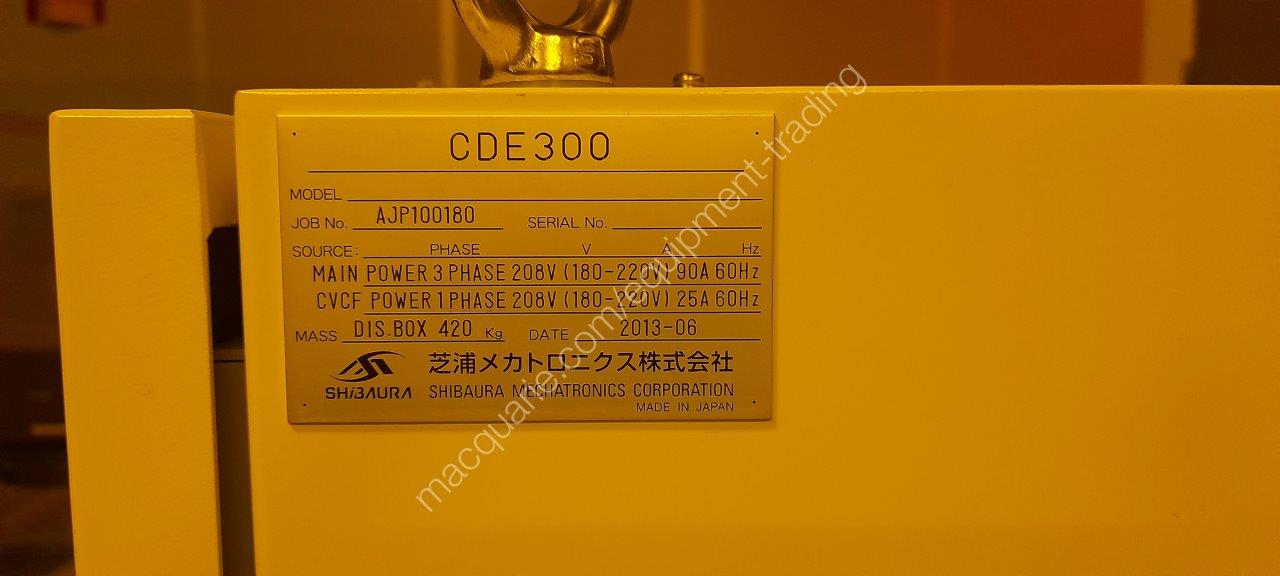 CDE300
MODEL
JOB No. AJP100180 SERIAL No.
SOURCE: PHASE V A Hz
MAIN POWER 3 PHASE 208V (180-220V) 90A 60Hz
CVCF POWER 1 PHASE 208V (180-220V) 25A 60Hz
MASS DIS.BOX 420 Kg DATE 2013-06
芝浦メカトロニクス株式会社
SHIBAURA SHIBAURA MECHATRONICS CORPORATION
MADE IN JAPAN
macquarie.com/equipment-trading